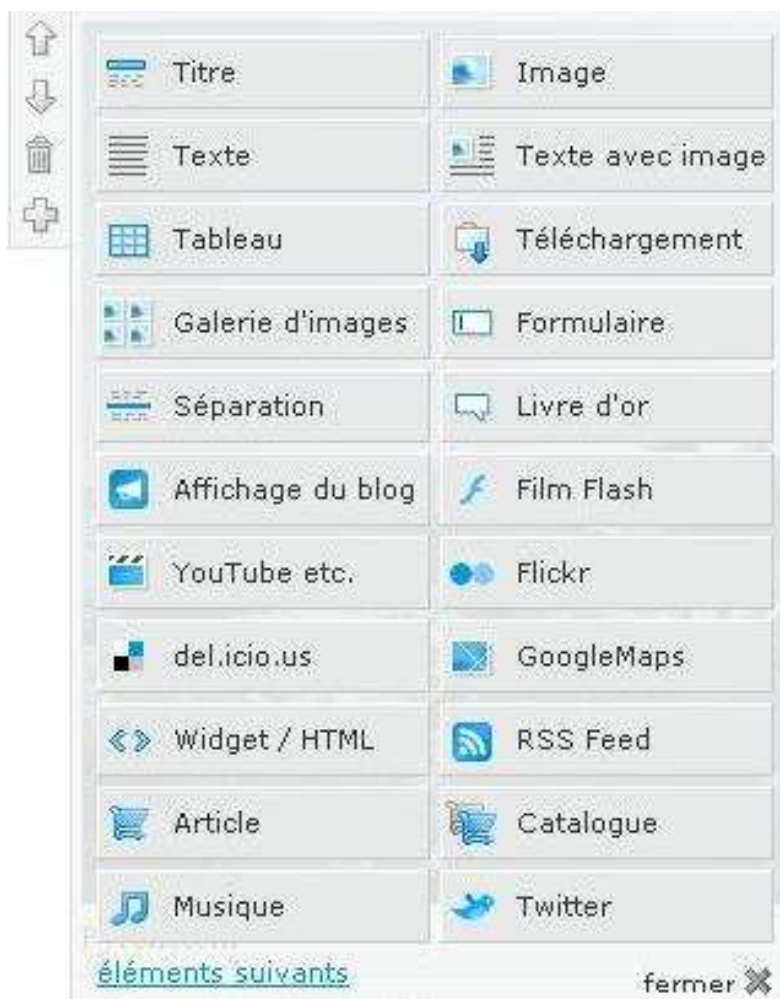 Titre Image
Texte Texte avec image
Tableau Téléchargement
Galerie d'images Formulaire
Séparation Livre d'or
Affichage du blog Film Flash
YouTube etc. Flickr
del.icio.us GoogleMaps
Widget / HTML RSS Feed
Article Catalogue
Musique Twitter
éléments suivants fermer